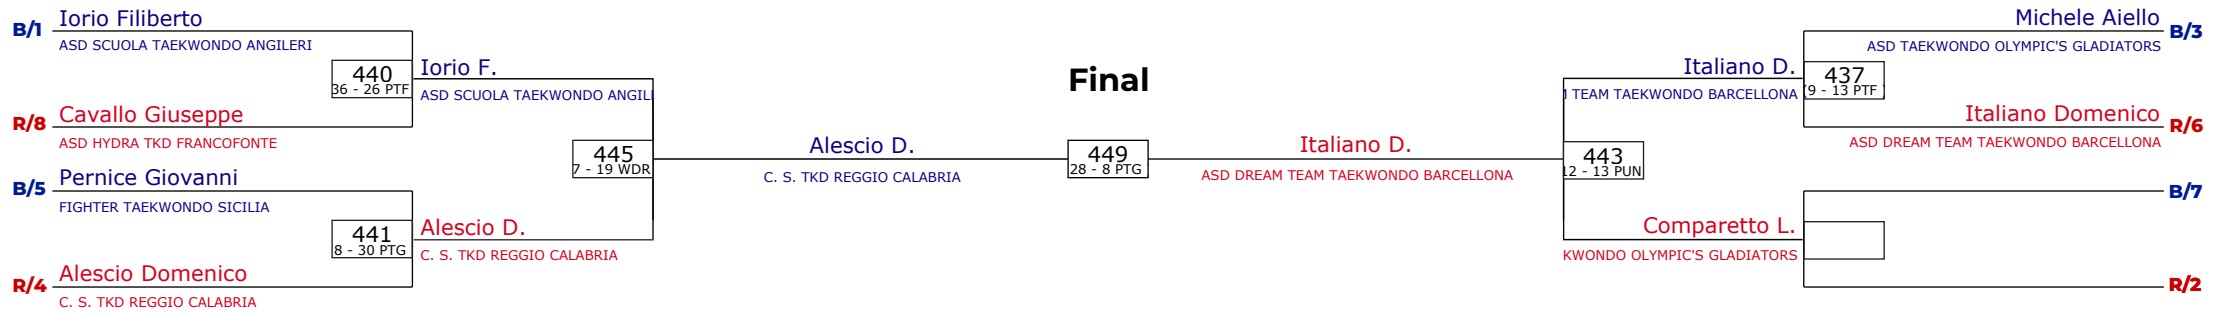 B/1
Iorio Filiberto
ASD SCUOLA TAEKWONDO ANGILERI
440
36 - 26 PTF
R/8
Cavallo Giuseppe
ASD HYDRA TKD FRANCOFONTE
Iorio F.
ASD SCUOLA TAEKWONDO ANGIL
445
7 - 19 WDR
B/5
Pernice Giovanni
FIGHTER TAEKWONDO SICILIA
441
8 - 30 PTG
R/4
Alescio Domenico
C. S. TKD REGGIO CALABRIA
Alescio D.
C. S. TKD REGGIO CALABRIA
Final
Alescio D.
C. S. TKD REGGIO CALABRIA
449
28 - 8 PTG
Italiano D.
ASD DREAM TEAM TAEKWONDO BARCELLONA
Italiano D.
TEAM TAEKWONDO BARCELLONA
443
12 - 13 PUN
Comparetto L.
KWONDO OLYMPIC'S GLADIATORS
Michele Aiello
B/3
ASD TAEKWONDO OLYMPIC'S GLADIATORS
437
9 - 13 PTF
Italiano Domenico
R/6
ASD DREAM TEAM TAEKWONDO BARCELLONA
B/7
R/2